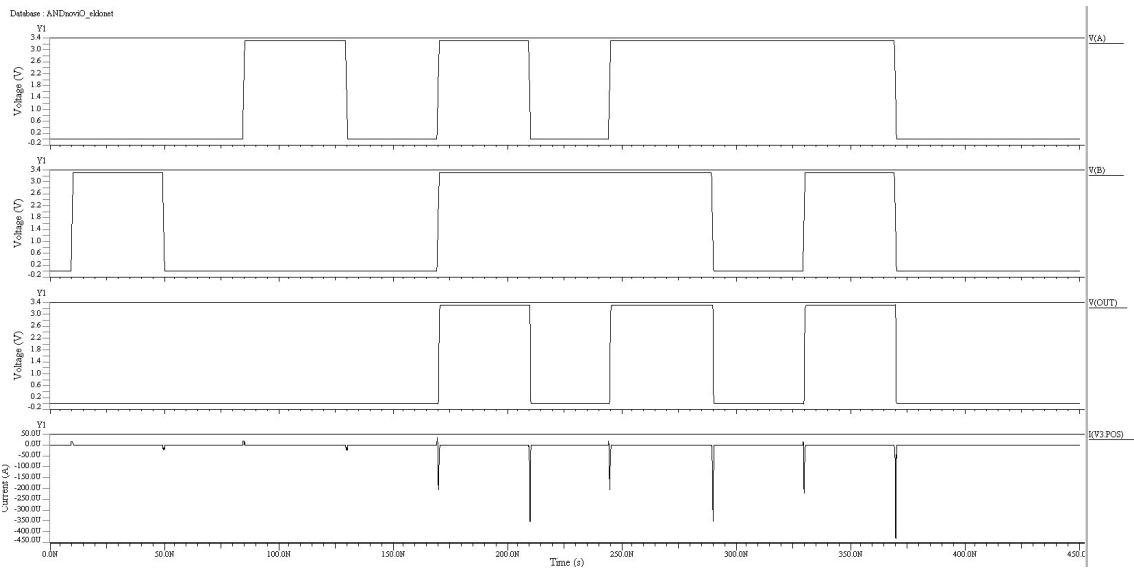 Database : ANDnoviO_eldonet
Y1
3.4
3.0
2.6
2.2
1.8
1.4
1.0
0.6
0.2
-0.2
Voltage (V)
V(A)
Y1
3.4
3.0
2.6
2.2
1.8
1.4
1.0
0.6
0.2
-0.2
Voltage (V)
V(B)
Y1
3.4
3.0
2.6
2.2
1.8
1.4
1.0
0.6
0.2
-0.2
Voltage (V)
V(OUT)
Y1
50.0U
0.0U
-50.0U
-100.0U
-150.0U
-200.0U
-250.0U
-300.0U
-350.0U
-400.0U
-450.0U
Current (A)
I(V3.POS)
0.0N 50.0N 100.0N 150.0N 200.0N 250.0N 300.0N 350.0N 400.0N 450.0
Time (s)